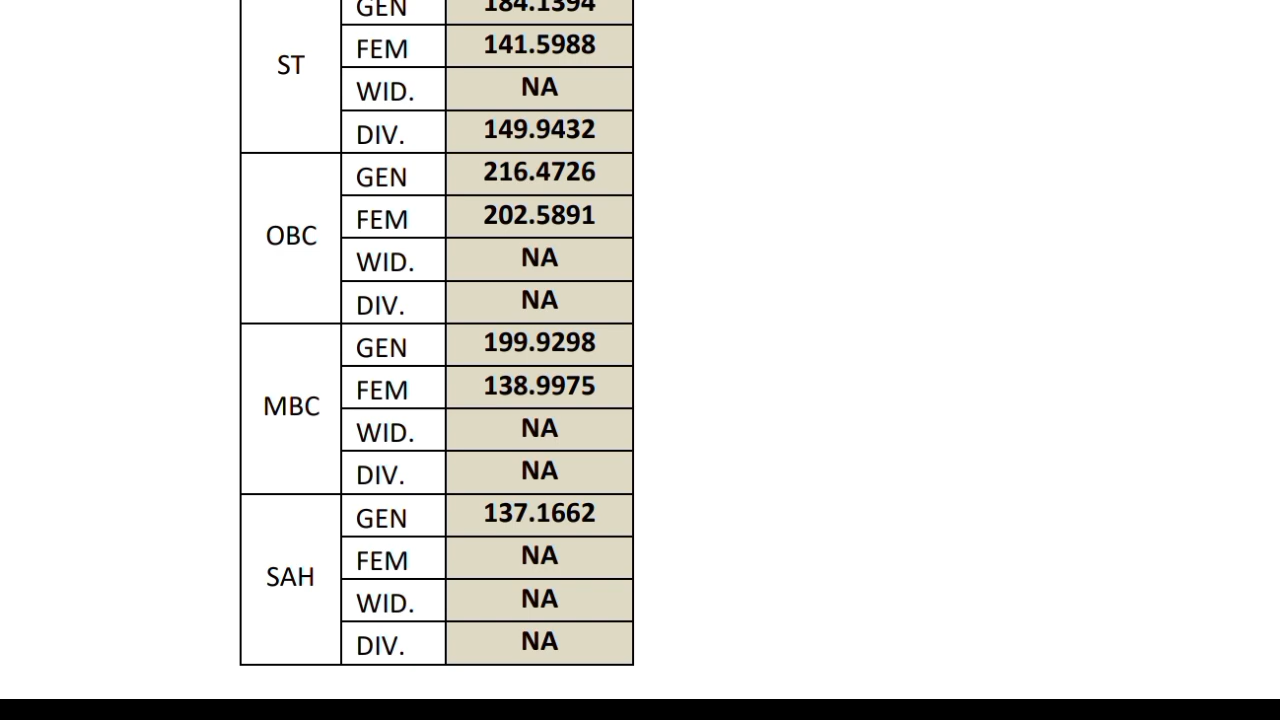 ST
GEN 184.1394
FEM 141.5988
WID. NA
DIV. 149.9432
OBC
GEN 216.4726
FEM 202.5891
WID. NA
DIV. NA
MBC
GEN 199.9298
FEM 138.9975
WID. NA
DIV. NA
SAH
GEN 137.1662
FEM NA
WID. NA
DIV. NA